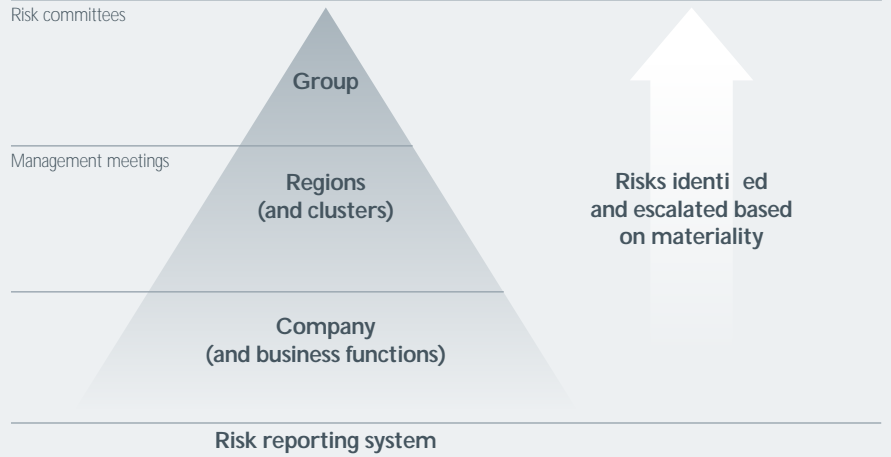 Risk committees
Group
Management meetings
Regions
(and clusters)
Risks identi ed
and escalated based
on materiality
Company
(and business functions)
Risk reporting system